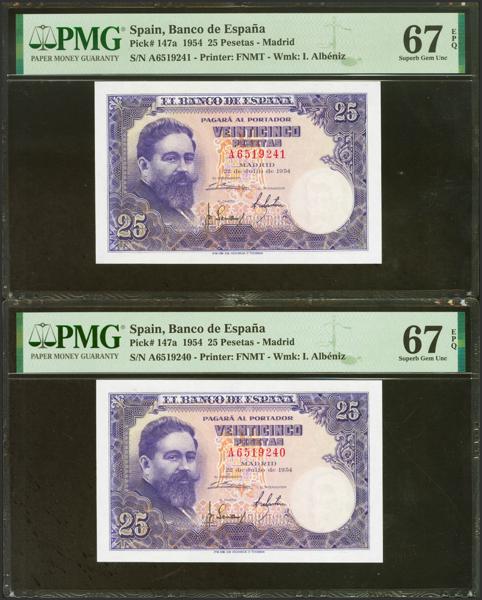 PMG
PAPER MONEY GUARANTY
Spain, Banco de España
Pick# 147a 1954 25 Pesetas - Madrid
S/N A6519241 - Printer: FNMT - Wmk: I. Albéniz
67 EPQ
Superb Gem Unc
EL BANCO DE ESPAÑA
25
PAGARÁ AL PORTADOR
VEINTICINCO
PESETAS
A6519241
MADRID
22 de Julio de 1954
EL GOBERNADOR
25
PMG
PAPER MONEY GUARANTY
Spain, Banco de España
Pick# 147a 1954 25 Pesetas - Madrid
S/N A6519240 - Printer: FNMT - Wmk: I. Albéniz
67 EPQ
Superb Gem Unc
EL BANCO DE ESPAÑA
25
PAGARÁ AL PORTADOR
VEINTICINCO
PESETAS
A6519240
MADRID
22 de Julio de 1954
EL GOBERNADOR
25